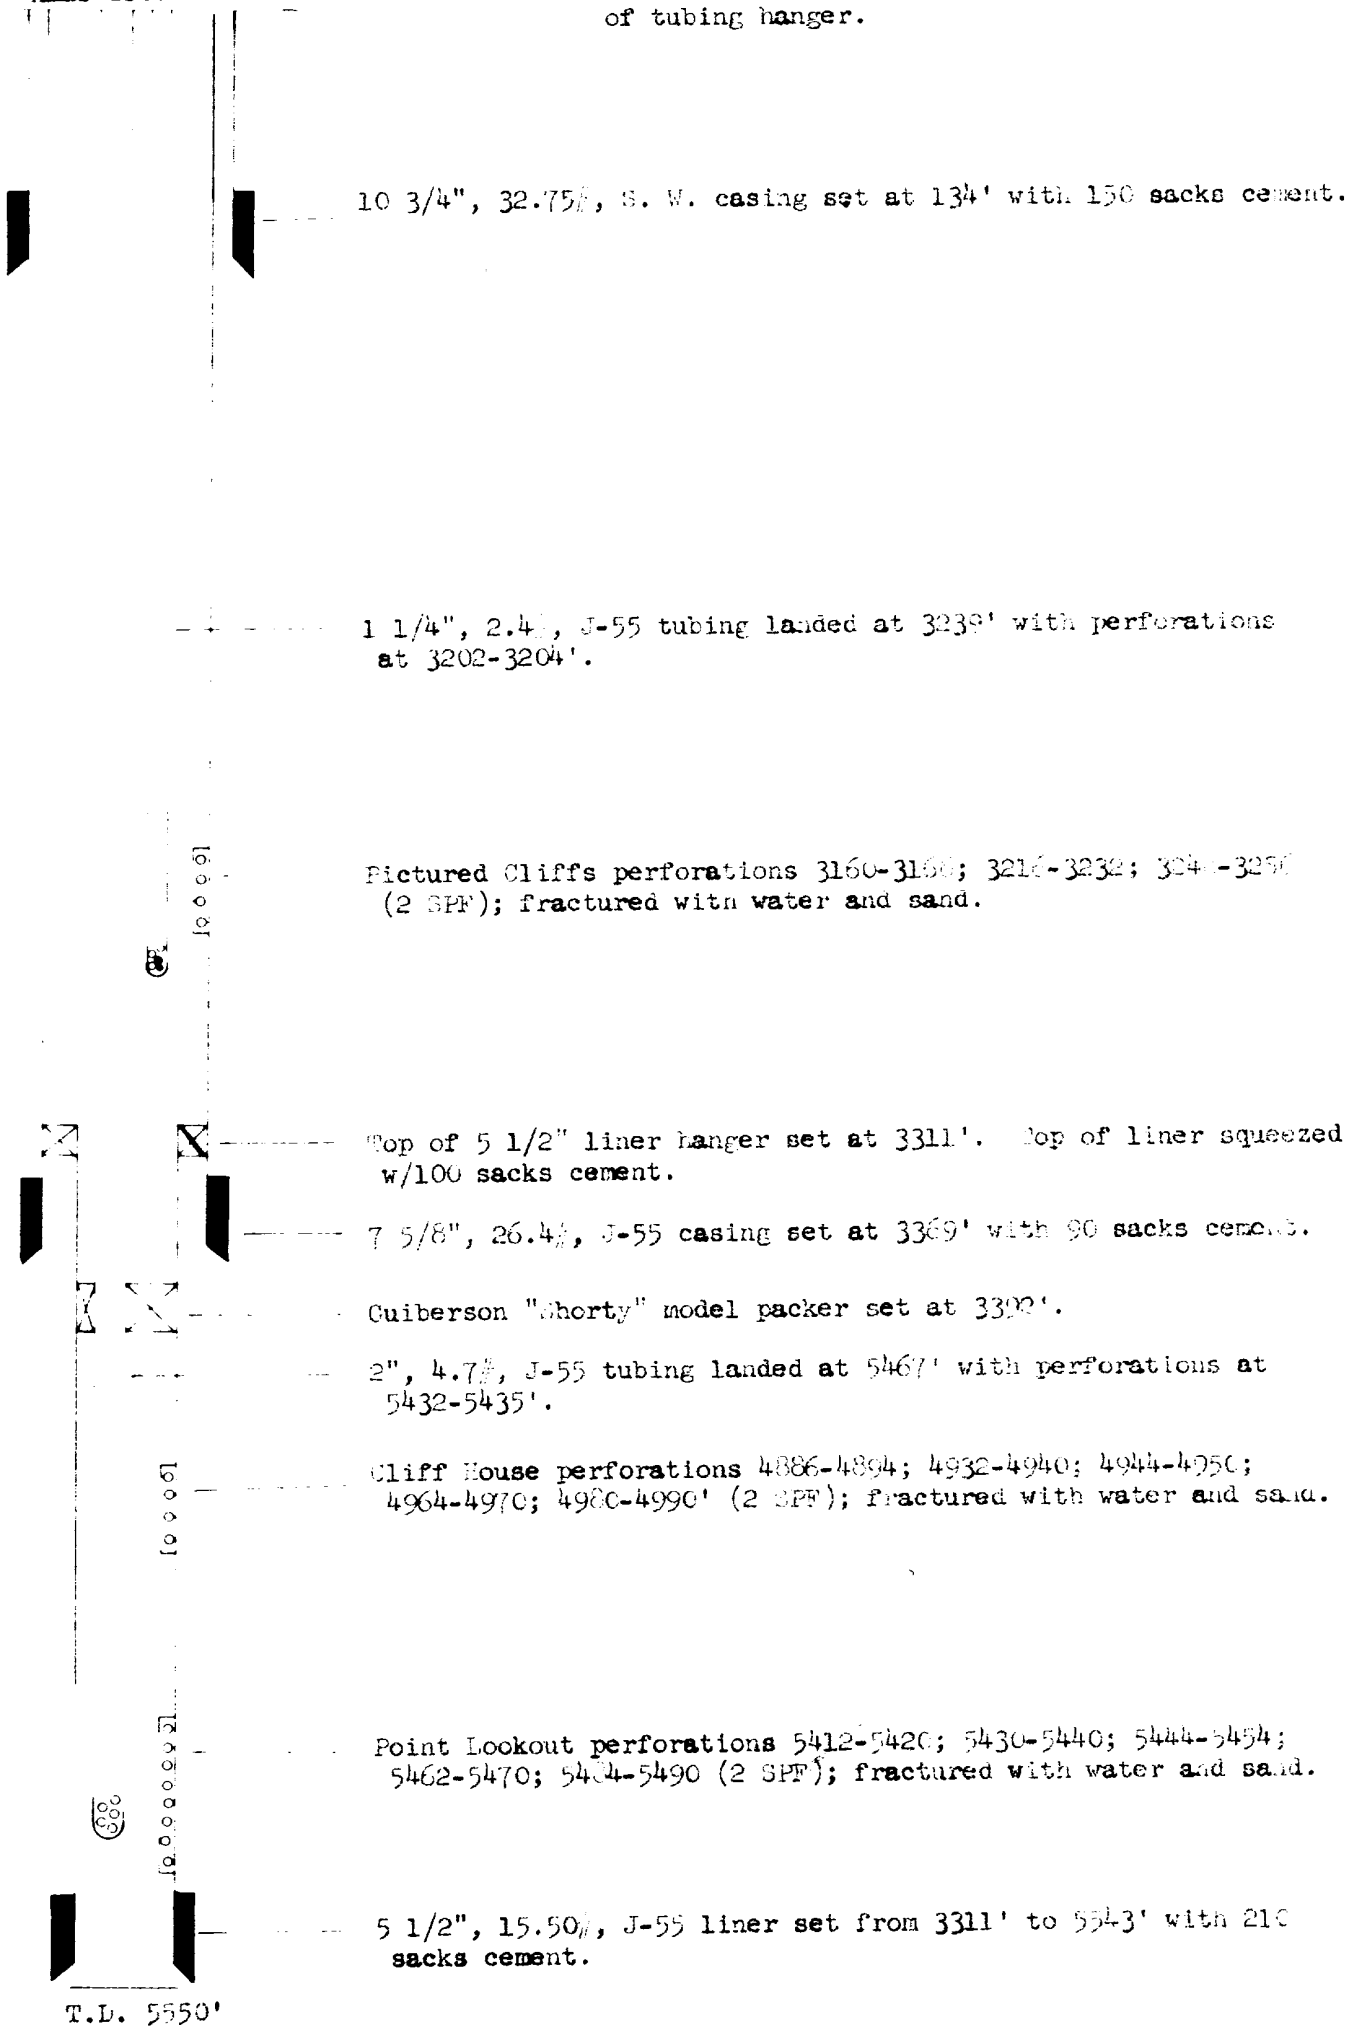 of tubing hanger.
10 3/4", 32.75#, S. W. casing set at 134' with 150 sacks cement.
1 1/4", 2.4 , J-55 tubing landed at 3239' with perforations
at 3202-3204'.
Pictured Cliffs perforations 3216-3232;
(2 SPF); fractured with water and sand.
Top of 5 1/2" liner hanger set at 3311'. Top of liner squeezed
w/100 sacks cement.
7 5/8", 26.4#, J-55 casing set at 3369' with 90 sacks cement.
Guiberson "Shorty" model packer set at
2", 4.7#, J-55 tubing landed at 5467' with perforations at
5432-5435'.
Cliff House perforations 4886-4894; 4932-4940; 4944-4950;
4964-4970; 4980-4990' (2 SPF); fractured with water and sand.
Point Lookout perforations 5412-5420; 5430-5440; 5444-5454;
5462-5470; (2 SPF); fractured with water and sand.
5 1/2", 15.50#, J-55 liner set from 3311' to 5543' with 210
sacks cement.
T.D. 5550'